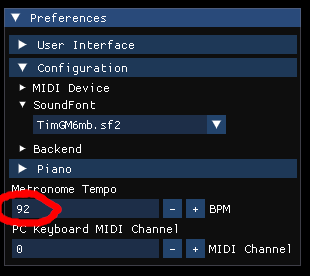 Preferences
User Interface
Configuration
MIDI Device
SoundFont
TimGM6mb.sf2
Backend
Piano
Metronome Tempo
92 - + BPM
PC Keyboard MIDI Channel
0 - + MIDI Channel